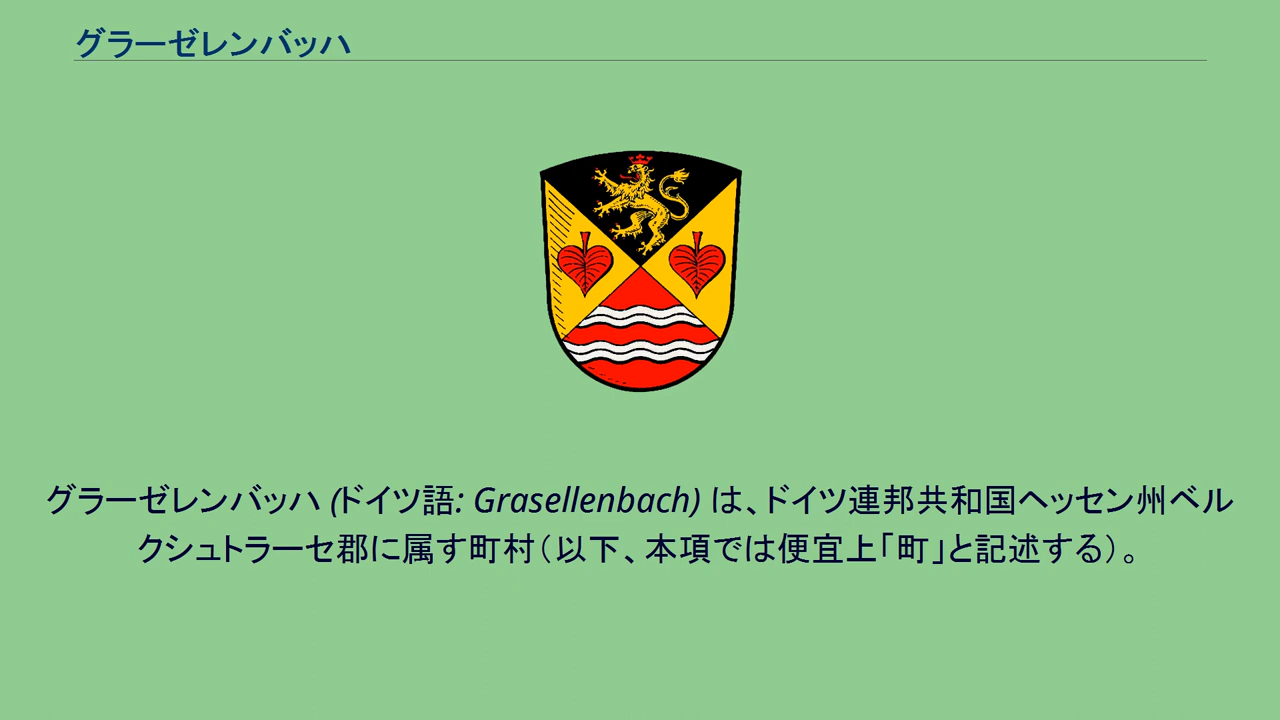 グラーゼレンバッハ
グラーゼレンバッハ (ドイツ語: Grasellenbach) は、ドイツ連邦共和国ヘッセン州ベル
クシュトラーセ郡に属す町村（以下、本項では便宜上「町」と記述する）。